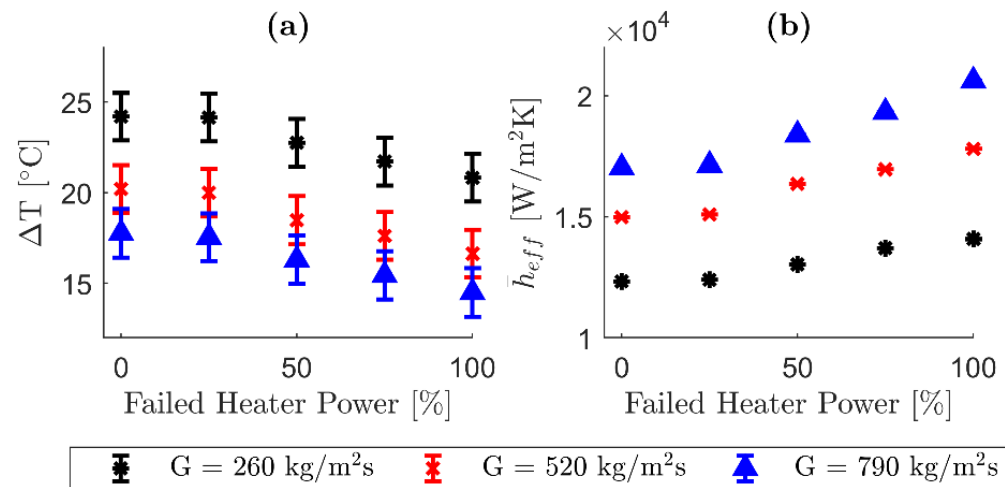 (a)
25
20
15
ΔT [°C]
0 50 100
Failed Heater Power [%]
(b)
×10⁴
2
1.5
1
h̄_eff [W/m²K]
0 50 100
Failed Heater Power [%]
G = 260 kg/m²s G = 520 kg/m²s G = 790 kg/m²s